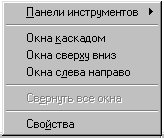 Панели инструментов
Окна каскадом
Окна сверху вниз
Окна слева направо
Свернуть все окна
Свойства